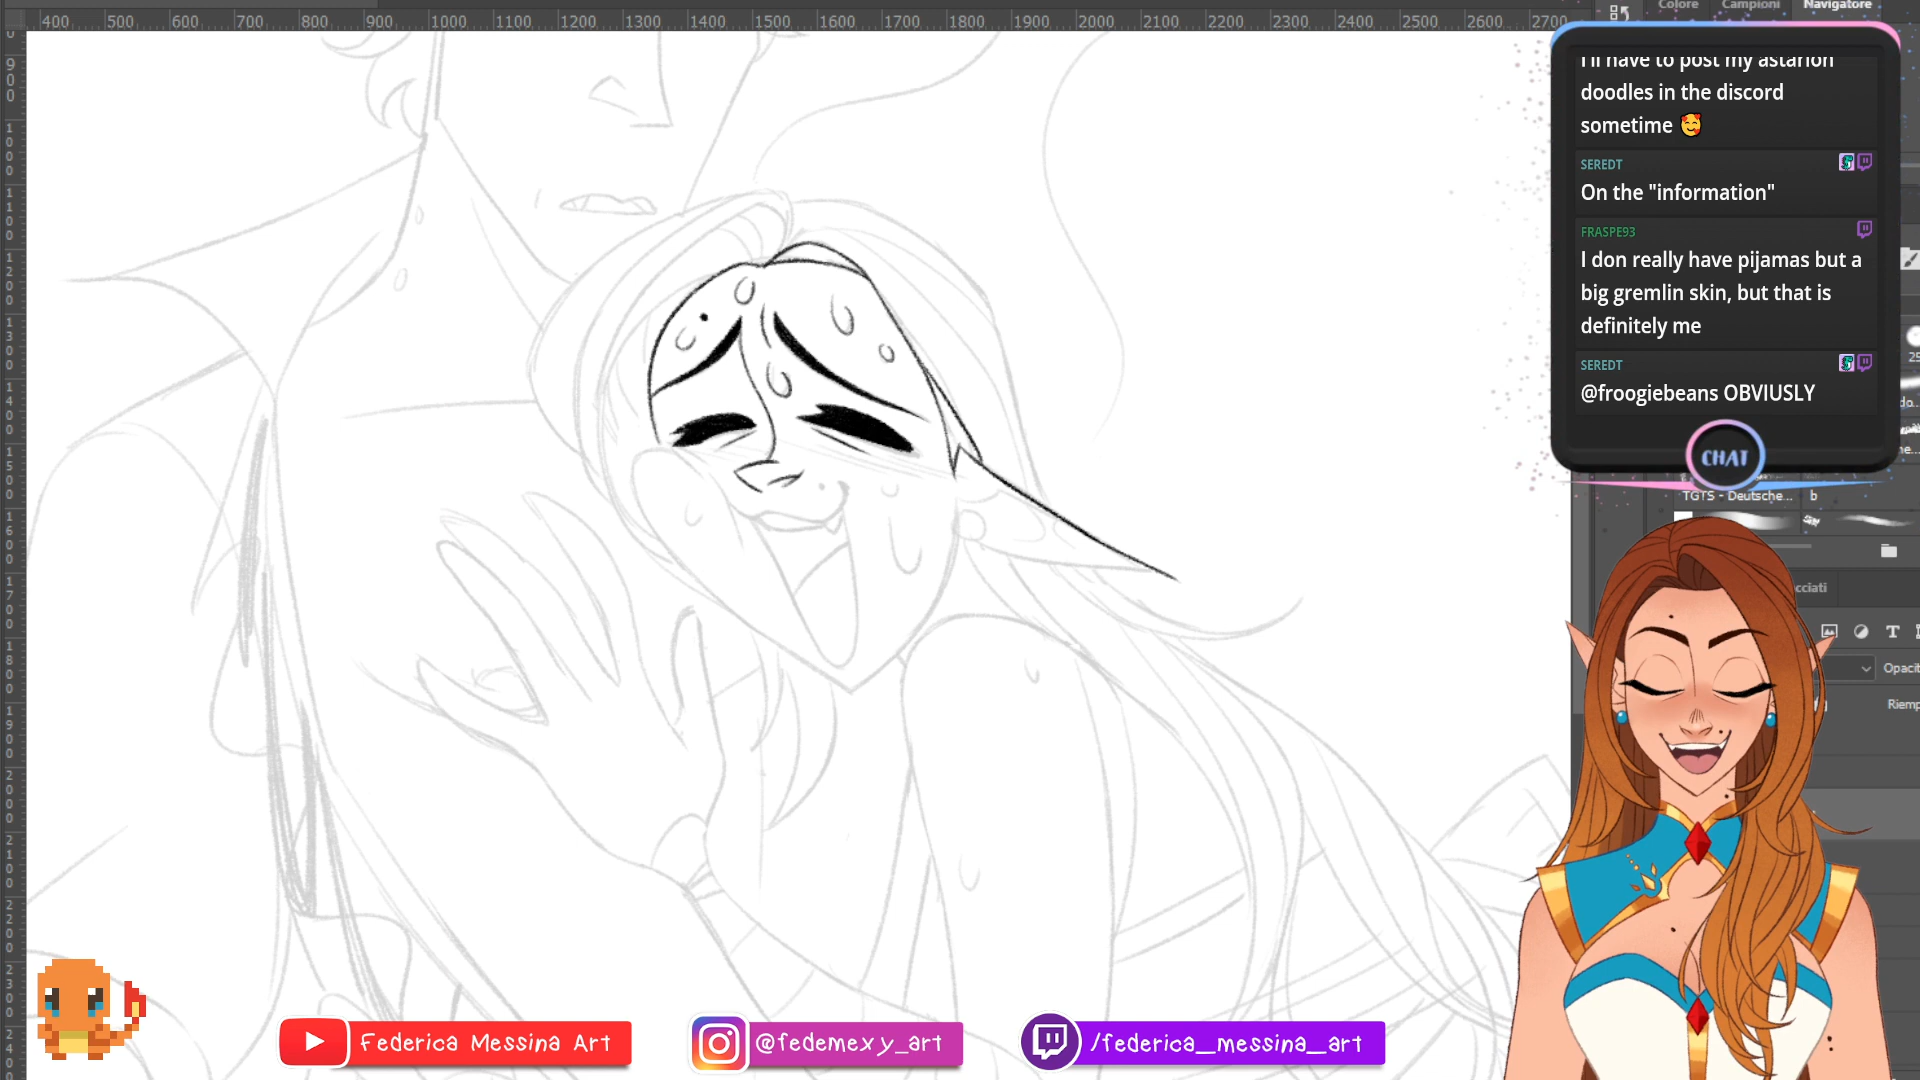 400 500 600 700 800 900 1000 1100 1200 1300 1400 1500 1600 1700 1800 1900 2000 2100 2200 2300 2400 2500 2600 2700
Colore Campioni Navigatore
I'll have to post my astarion
doodles in the discord
sometime 🥰
SEREDT
On the "information"
FRASPE93
I don really have pijamas but a
big gremlin skin, but that is
definitely me
SEREDT
@froogiebeans OBVIUSLY
CHAT
TGTS - Deutsche... b
cciati
Opacit
Riemp
Federica Messina Art
@fedemexy_art
/federica_messina_art